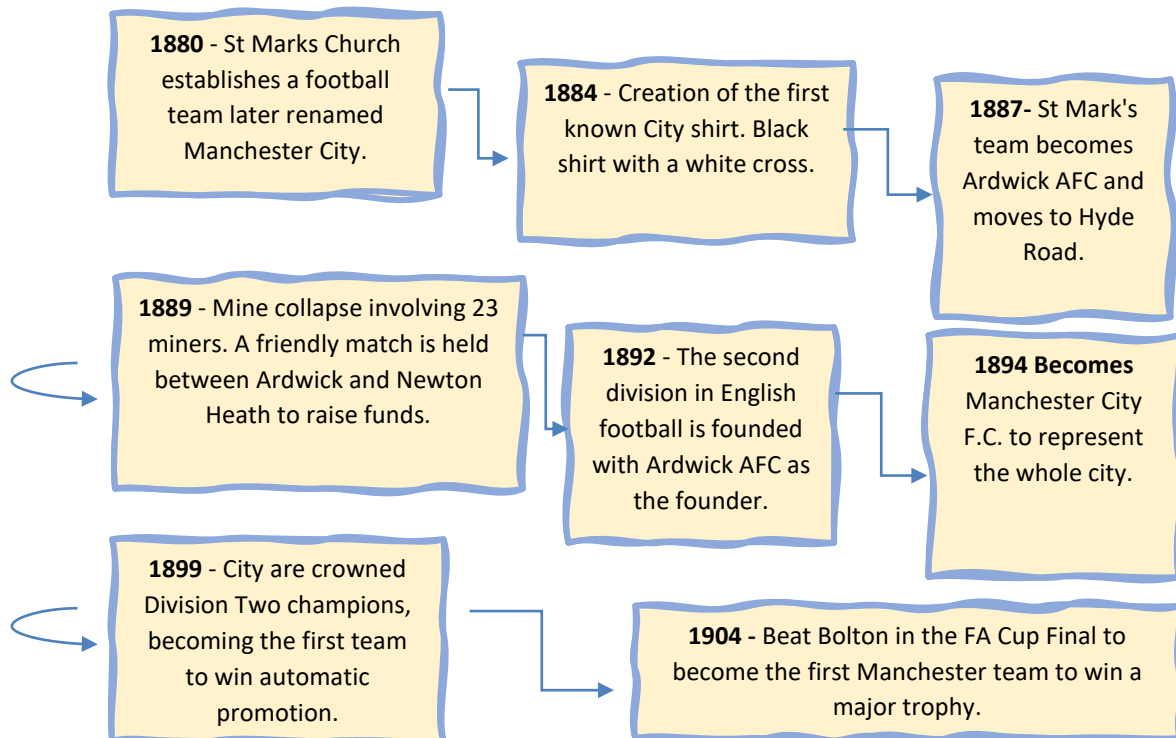 1880 - St Marks Church
establishes a football
team later renamed
Manchester City.
1884 - Creation of the first
known City shirt. Black
shirt with a white cross.
1887- St Mark's
team becomes
Ardwick AFC and
moves to Hyde
Road.
1889 - Mine collapse involving 23
miners. A friendly match is held
between Ardwick and Newton
Heath to raise funds.
1892 - The second
division in English
football is founded
with Ardwick AFC as
the founder.
1894 Becomes
Manchester City
F.C. to represent
the whole city.
1899 - City are crowned
Division Two champions,
becoming the first team
to win automatic
promotion.
1904 - Beat Bolton in the FA Cup Final to
become the first Manchester team to win a
major trophy.